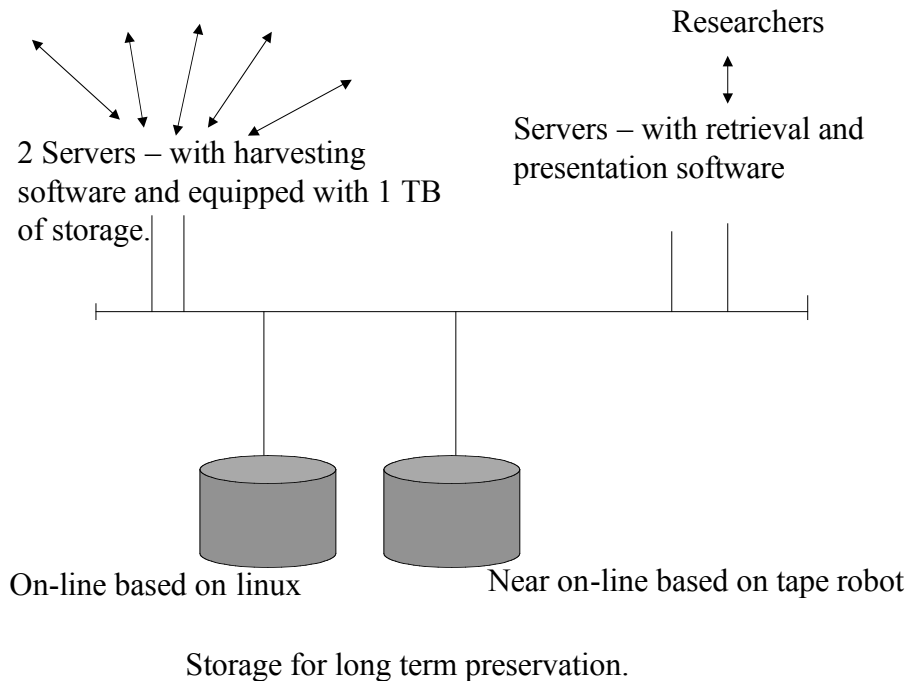 Researchers
2 Servers – with harvesting
software and equipped with 1 TB
of storage.
Servers – with retrieval and
presentation software
On-line based on linux
Near on-line based on tape robot
Storage for long term preservation.